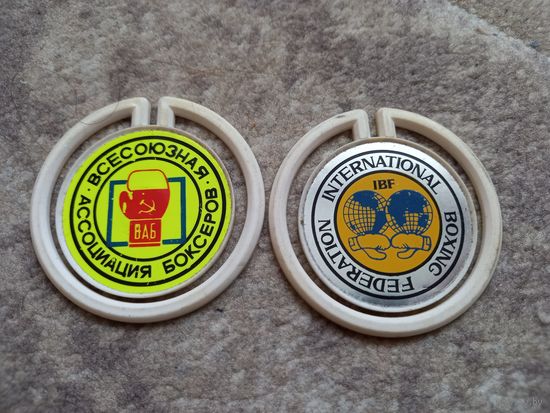 ВСЕСОЮЗНАЯ
АССОЦИАЦИЯ БОКСЕРОВ
ВАБ
INTERNATIONAL
BOXING
FEDERATION
IBF